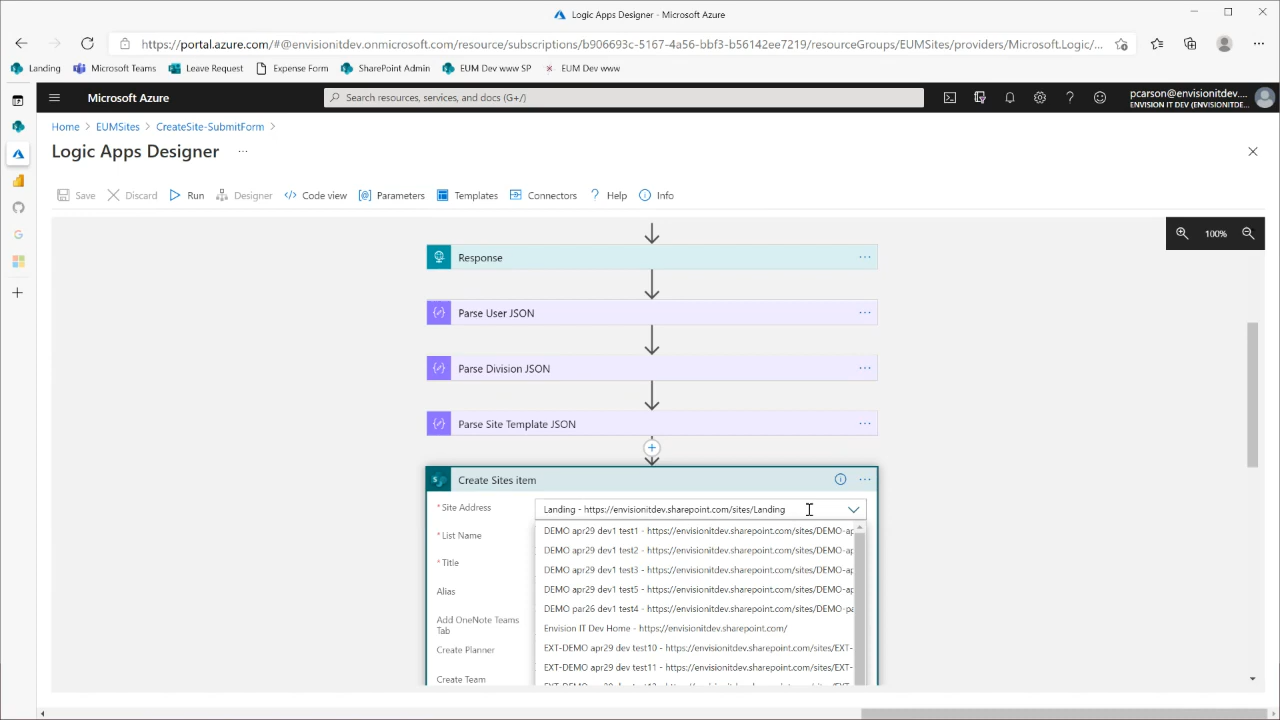 Logic Apps Designer - Microsoft Azure
https://portal.azure.com/#@envisionitdev.onmicrosoft.com/resource/subscriptions/b906693c-5167-4a56-bbf3-b56142ee7219/resourceGroups/EUMSites/providers/Microsoft.Logic/...
Landing Microsoft Teams Leave Request Expense Form SharePoint Admin EUM Dev www SP EUM Dev www
Microsoft Azure
Search resources, services, and docs (G+/)
pcarson@envisionitdev....
ENVISION IT DEV (ENVISIONITDE...
Home > EUMSites > CreateSite-SubmitForm >
Logic Apps Designer ...
Save Discard Run Designer Code view Parameters Templates Connectors Help Info
100%
Response
Parse User JSON
Parse Division JSON
Parse Site Template JSON
Create Sites item
* Site Address
Landing - https://envisionitdev.sharepoint.com/sites/Landing
DEMO apr29 dev1 test1 - https://envisionitdev.sharepoint.com/sites/DEMO-ap
* List Name
DEMO apr29 dev1 test2 - https://envisionitdev.sharepoint.com/sites/DEMO-ap
* Title
DEMO apr29 dev1 test3 - https://envisionitdev.sharepoint.com/sites/DEMO-ap
Alias
DEMO apr29 dev1 test5 - https://envisionitdev.sharepoint.com/sites/DEMO-ap
Add OneNote Teams
Tab
DEMO par26 dev1 test4 - https://envisionitdev.sharepoint.com/sites/DEMO-pa
Envision IT Dev Home - https://envisionitdev.sharepoint.com/
Create Planner
EXT-DEMO apr29 dev test10 - https://envisionitdev.sharepoint.com/sites/EXT-
EXT-DEMO apr29 dev test11 - https://envisionitdev.sharepoint.com/sites/EXT-
Create Team